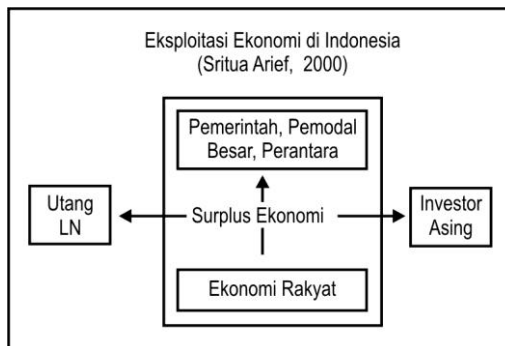 Eksploitasi Ekonomi di Indonesia
(Sritua Arief, 2000)
Pemerintah, Pemodal
Besar, Perantara
Utang
LN
Surplus Ekonomi
Investor
Asing
Ekonomi Rakyat